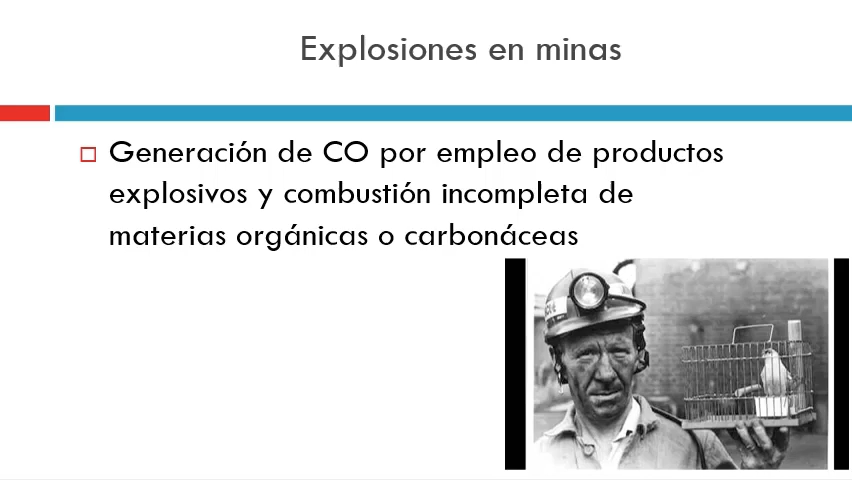 Explosiones en minas
Generación de CO por empleo de productos
explosivos y combustión incompleta de
materias orgánicas o carbonáceas